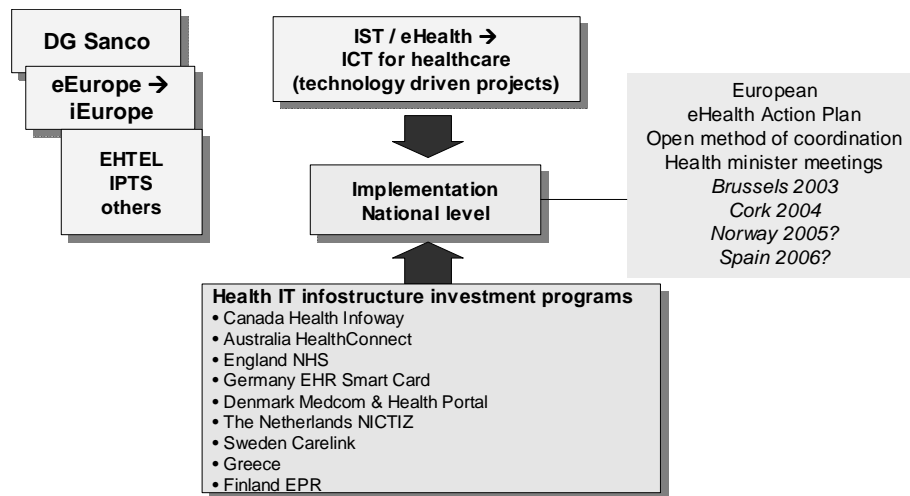 DG Sanco
eEurope → 
iEurope
EHTEL
IPTS
others
IST / eHealth →
ICT for healthcare
(technology driven projects)
Implementation
National level
European
eHealth Action Plan
Open method of coordination
Health minister meetings
Brussels 2003
Cork 2004
Norway 2005?
Spain 2006?
Health IT infostructure investment programs
• Canada Health Infoway
• Australia HealthConnect
• England NHS
• Germany EHR Smart Card
• Denmark Medcom & Health Portal
• The Netherlands NICTIZ
• Sweden Carelink
• Greece
• Finland EPR